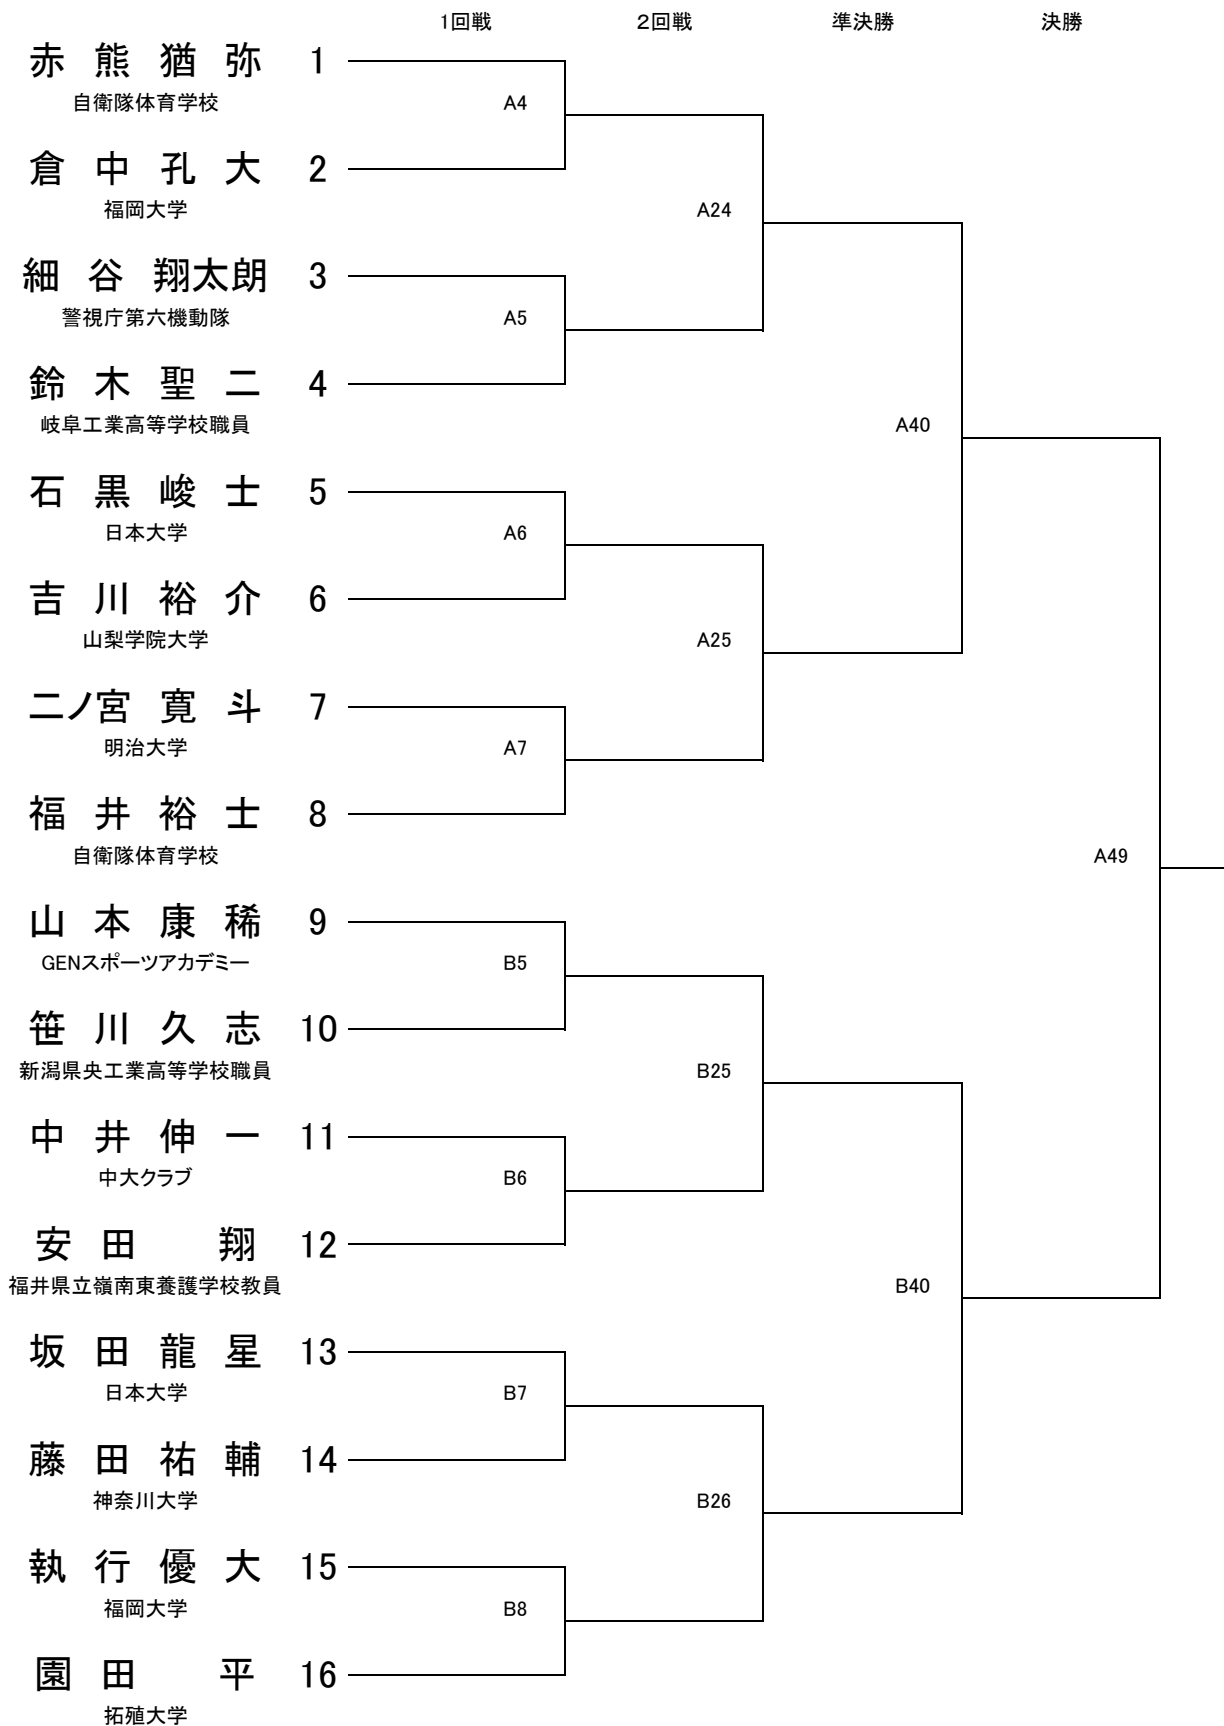 1回戦 2回戦 準決勝 決勝
赤熊猶弥 1
自衛隊体育学校
A4
倉中孔大 2
福岡大学
A24
細谷翔太朗 3
警視庁第六機動隊
A5
鈴木聖二 4
岐阜工業高等学校職員
A40
石黒峻士 5
日本大学
A6
吉川裕介 6
山梨学院大学
A25
二ノ宮寛斗 7
明治大学
A7
福井裕士 8
自衛隊体育学校
A49
山本康稀 9
GENスポーツアカデミー
B5
笹川久志 10
新潟県央工業高等学校職員
B25
中井伸一 11
中大クラブ
B6
安田 翔 12
福井県立嶺南東養護学校教員
B40
坂田龍星 13
日本大学
B7
藤田祐輔 14
神奈川大学
B26
執行優大 15
福岡大学
B8
園田 平 16
拓殖大学